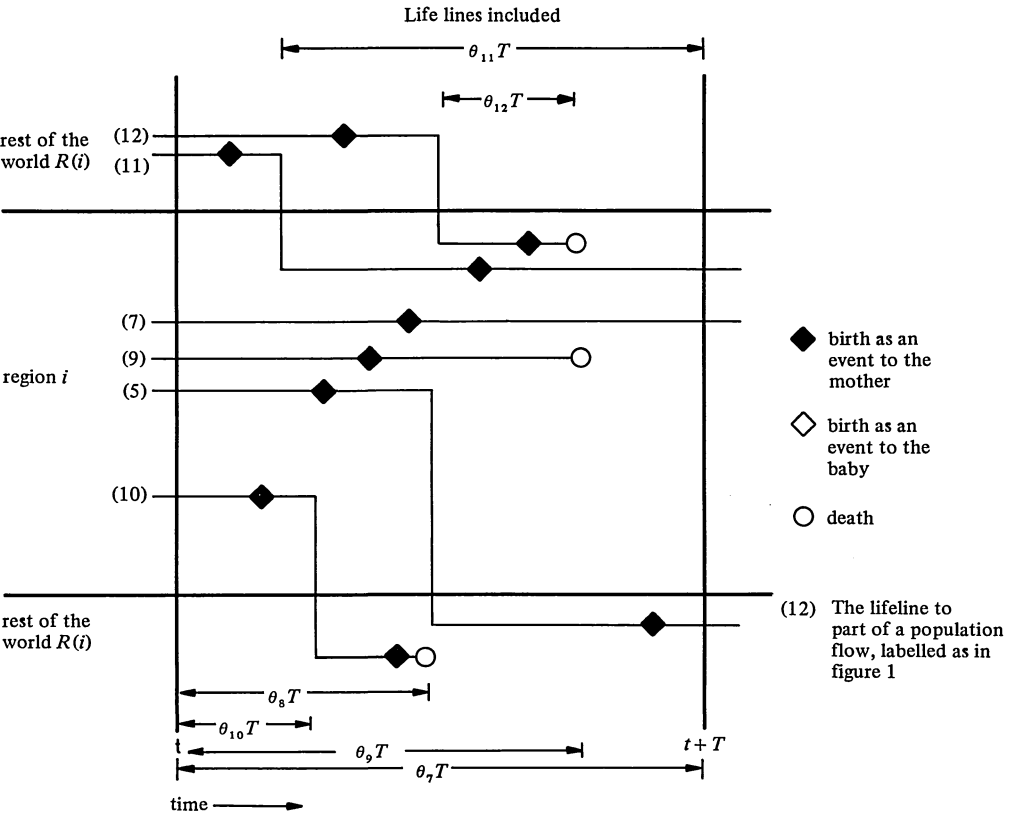 Life lines included
θ₁₁T
θ₁₂T
rest of the
world R(i)
(12)
(11)
(7)
(9)
region i
(5)
(10)
rest of the
world R(i)
θ₈T
θ₁₀T
t
t + T
θ₉T
θ₇T
time
birth as an
event to the
mother
birth as an
event to the
baby
death
(12) The lifeline to
part of a population
flow, labelled as in
figure 1